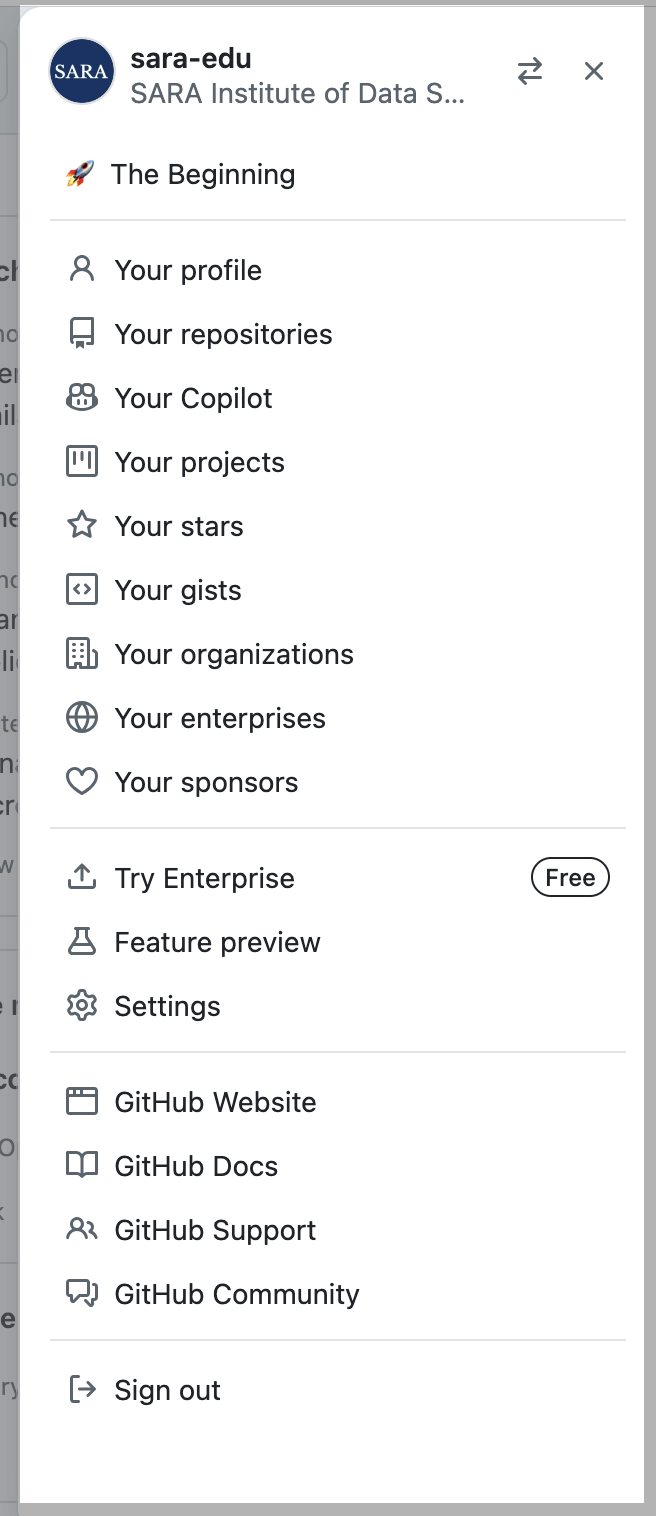 SARA
sara-edu
SARA Institute of Data S...
The Beginning
Your profile
Your repositories
Your Copilot
Your projects
Your stars
Your gists
Your organizations
Your enterprises
Your sponsors
Try Enterprise
Free
Feature preview
Settings
GitHub Website
GitHub Docs
GitHub Support
GitHub Community
Sign out